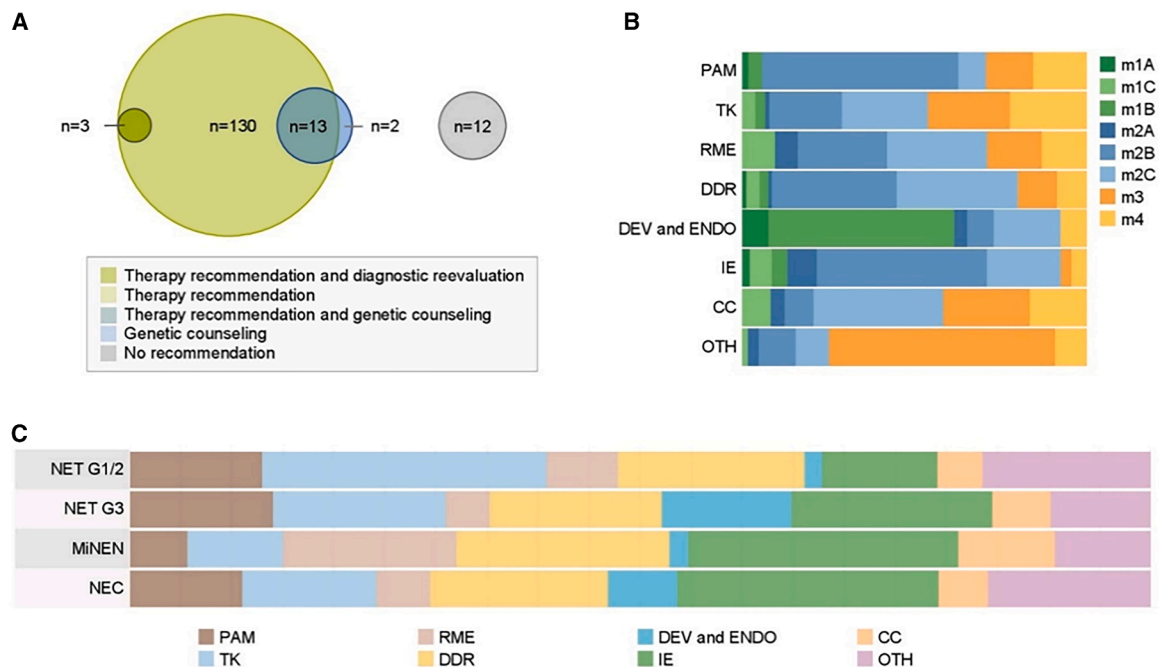 A
n=3
n=130
n=13
n=2
n=12
Therapy recommendation and diagnostic reevaluation
Therapy recommendation
Therapy recommendation and genetic counseling
Genetic counseling
No recommendation
B
PAM
TK
RME
DDR
DEV and ENDO
IE
CC
OTH
m1A
m1C
m1B
m2A
m2B
m2C
m3
m4
C
NET G1/2
NET G3
MiNEN
NEC
PAM RME DEV and ENDO CC
TK DDR IE OTH